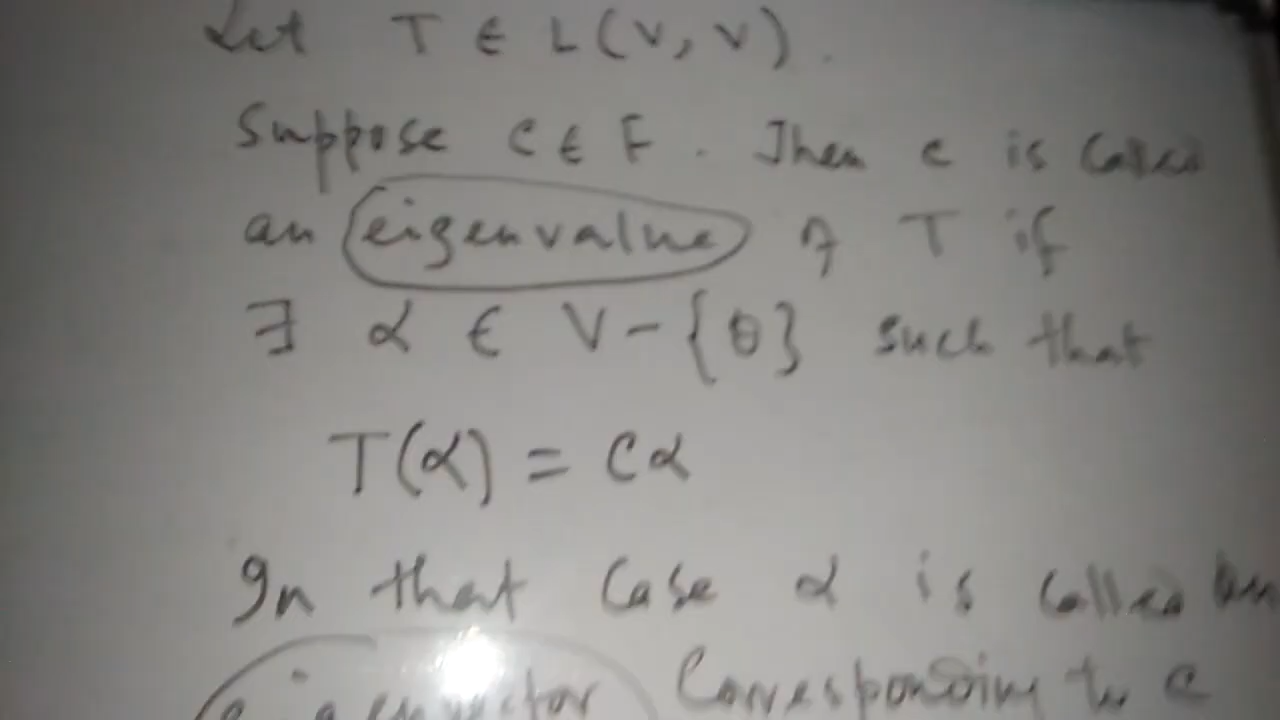 Let T ∈ L(V, V).
Suppose c ∈ F. Then c is called
an eigenvalue of T if
∃ α ∈ V - {θ} such that
T(α) = cα
In that case α is called an
eigenvector corresponding to c